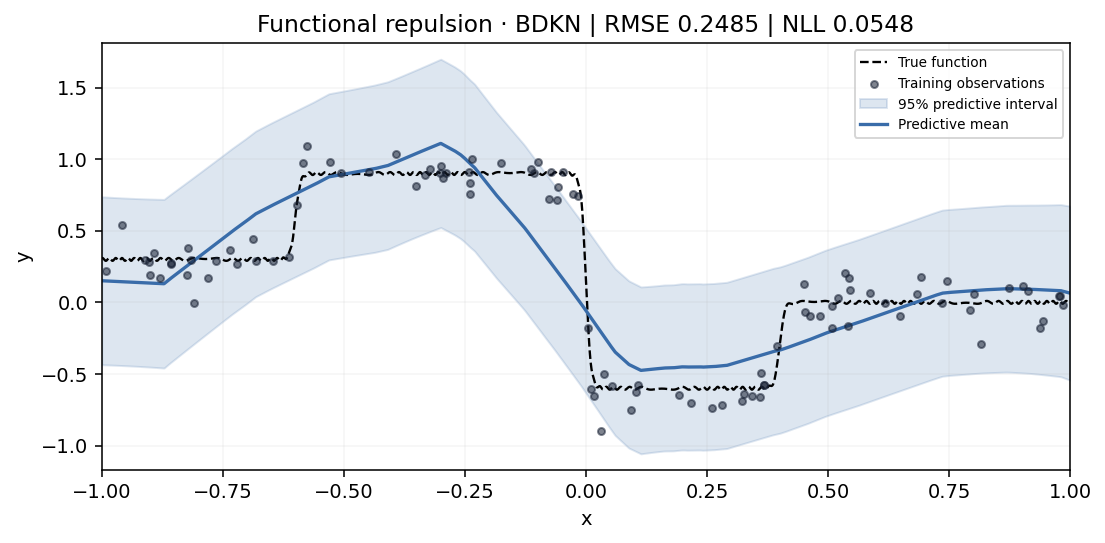 Functional repulsion · BDKN | RMSE 0.2485 | NLL 0.0548
True function
Training observations
95% predictive interval
Predictive mean
1.5
1.0
0.5
0.0
−0.5
−1.0
y
−1.00 −0.75 −0.50 −0.25 0.00 0.25 0.50 0.75 1.00
x